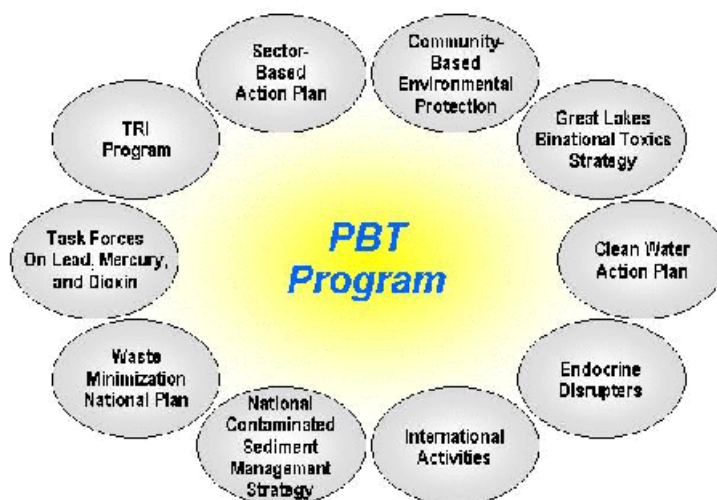 Sector-
Based
Action Plan
Community-
Based
Environmental
Protection
TRI
Program
Great Lakes
Binational Toxics
Strategy
Task Forces
On Lead, Mercury,
and Dioxin
PBT
Program
Clean Water
Action Plan
Waste
Minimization
National Plan
Endocrine
Disrupters
National
Contaminated
Sediment
Management
Strategy
International
Activities